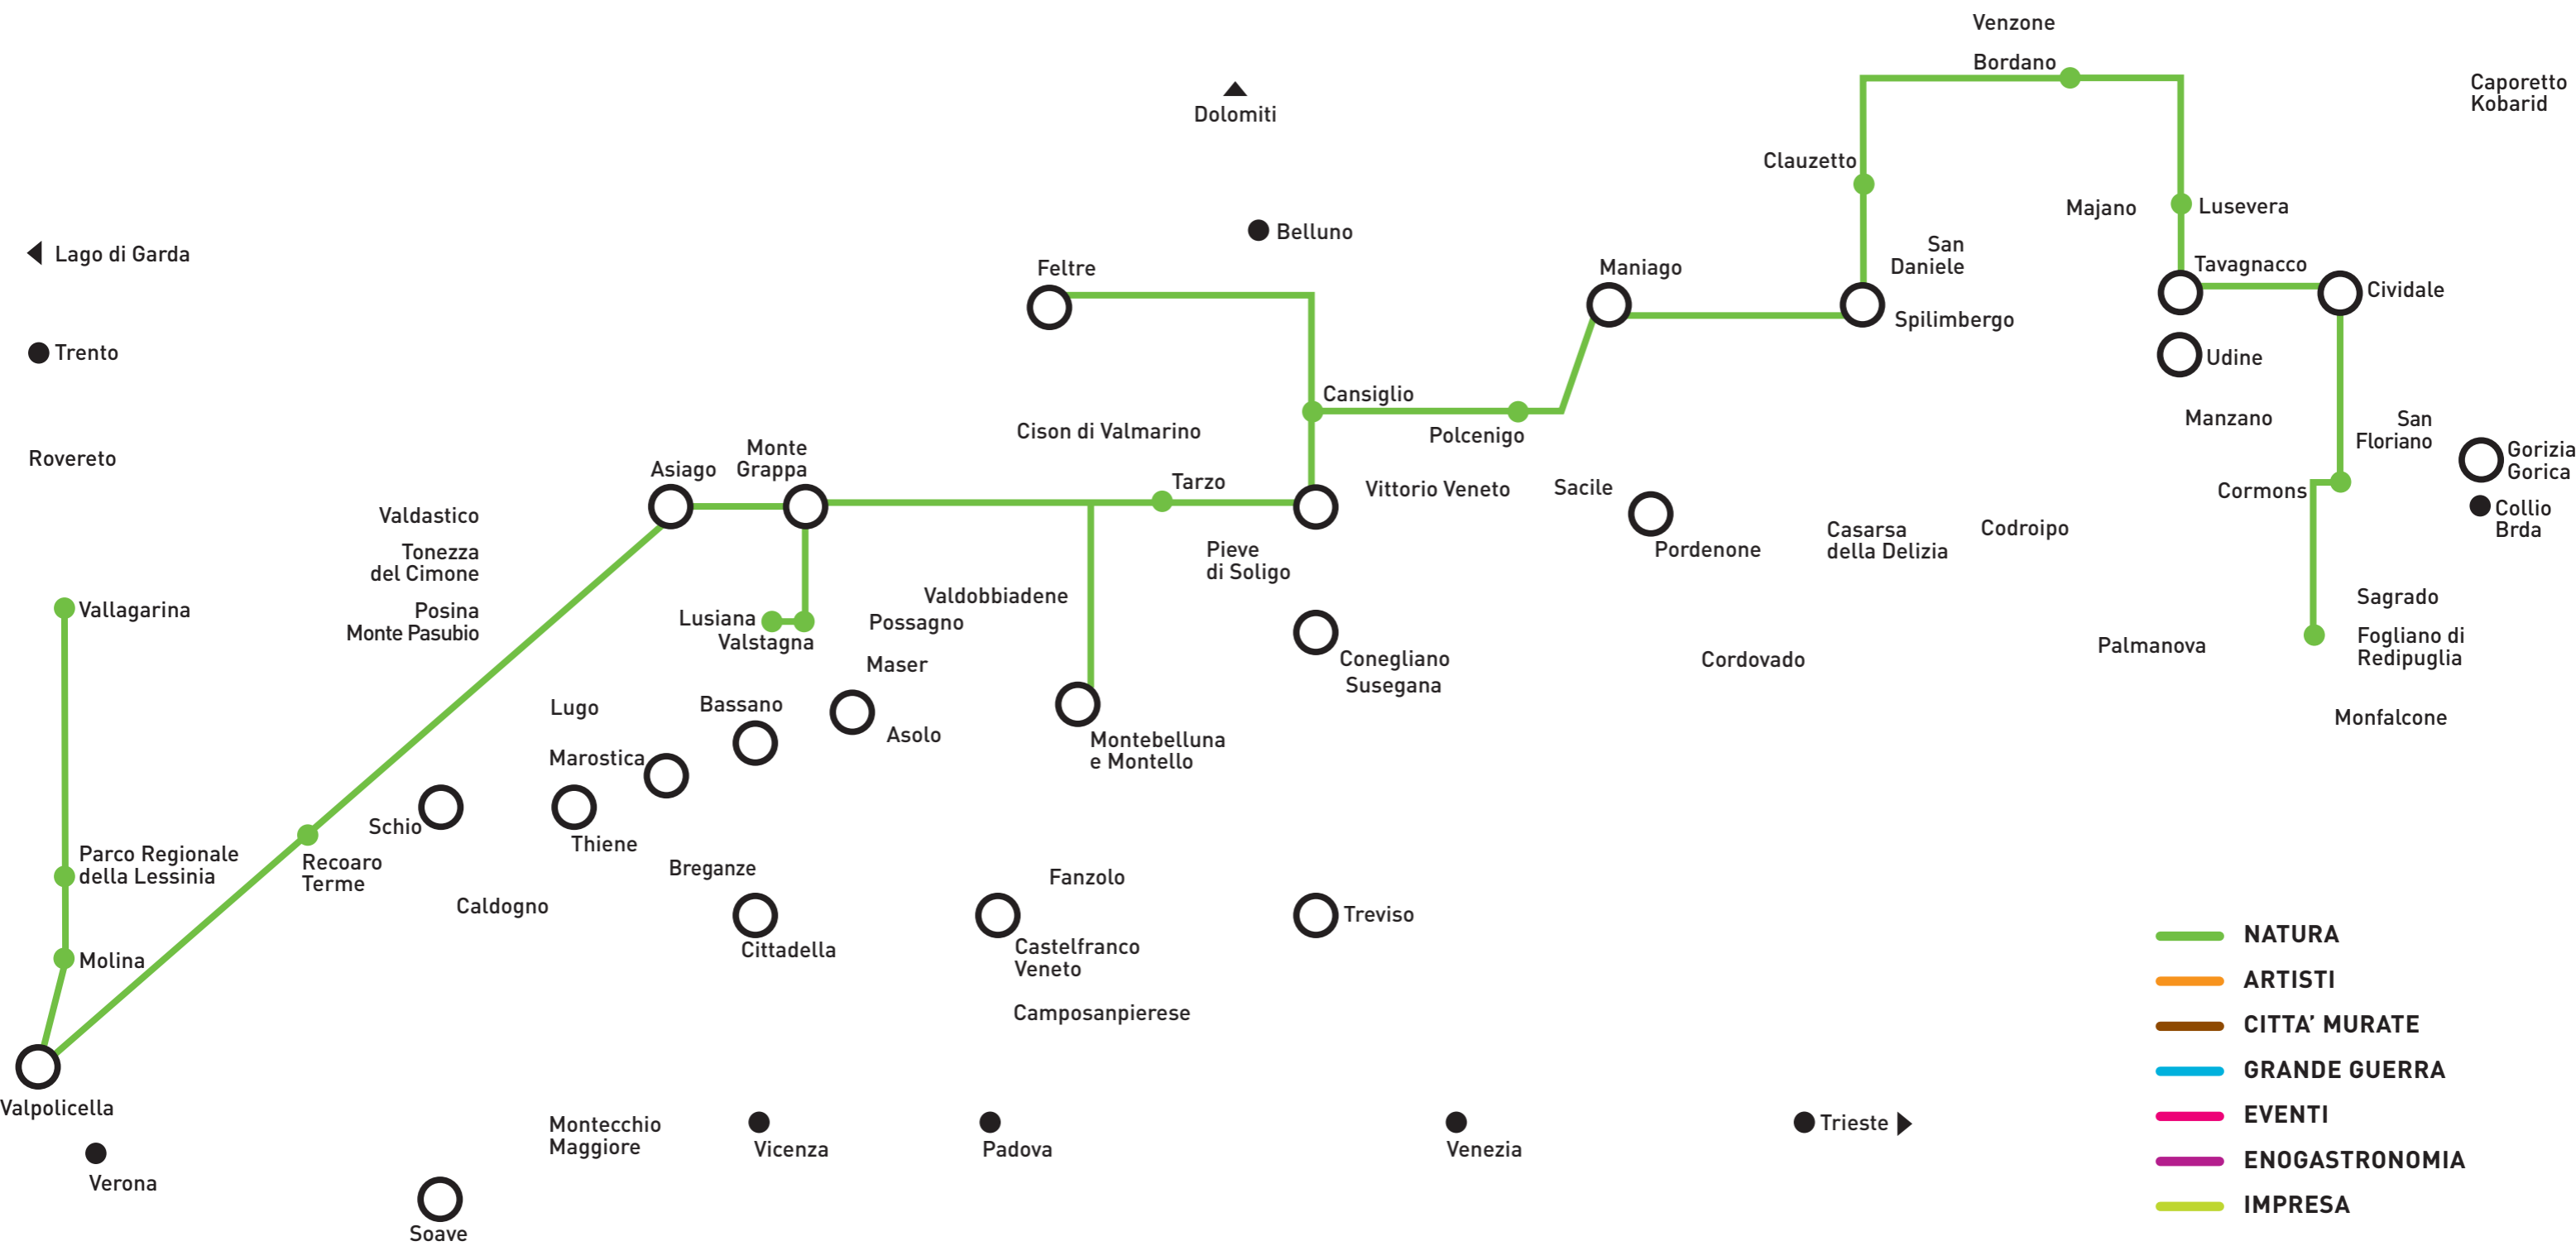 Venzone
Bordano
Caporetto
Kobarid
Dolomiti
Clauzetto
Majano
Lusevera
Belluno
Lago di Garda
San
Daniele
Tavagnacco
Feltre
Maniago
Cividale
Spilimbergo
Trento
Udine
Cansiglio
Manzano
San
Floriano
Cison di Valmarino
Polcenigo
Rovereto
Monte
Grappa
Asiago
Gorizia
Gorica
Tarzo
Vittorio Veneto
Sacile
Cormons
Collio
Brda
Valdastico
Codroipo
Casarsa
della Delizia
Pordenone
Tonezza
del Cimone
Pieve
di Soligo
Valdobbiadene
Sagrado
Vallagarina
Posina
Monte Pasubio
Lusiana
Valstagna
Possagno
Fogliano di
Redipuglia
Palmanova
Maser
Conegliano
Susegana
Cordovado
Lugo
Bassano
Monfalcone
Asolo
Montebelluna
e Montello
Marostica
Schio
Thiene
Parco Regionale
della Lessinia
Recoaro
Terme
Breganze
Fanzolo
Caldogno
Treviso
Cittadella
Castelfranco
Veneto
Molina
Camposanpierese
Valpolicella
Montecchio
Maggiore
Vicenza
Padova
Venezia
Trieste
Verona
Soave
NATURA
ARTISTI
CITTA’ MURATE
GRANDE GUERRA
EVENTI
ENOGASTRONOMIA
IMPRESA